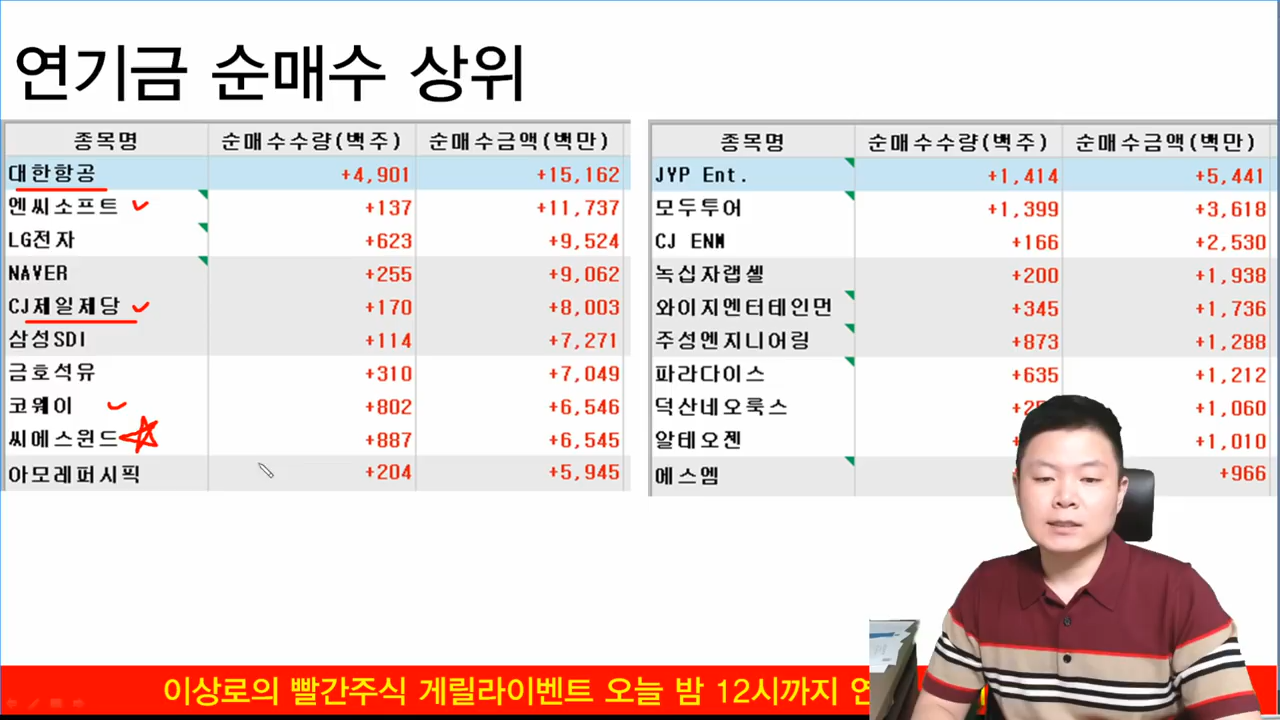 연기금 순매수 상위
종목명 순매수수량(백주) 순매수금액(백만)
대한항공 +4,901 +15,162
엔씨소프트 +137 +11,737
LG전자 +623 +9,524
NAVER +255 +9,062
CJ제일제당 +170 +8,003
삼성SDI +114 +7,271
금호석유 +310 +7,049
코웨이 +802 +6,546
씨에스윈드 +887 +6,545
아모레퍼시픽 +204 +5,945
종목명 순매수수량(백주) 순매수금액(백만)
JYP Ent. +1,414 +5,441
모두투어 +1,399 +3,618
CJ ENM +166 +2,530
녹십자랩셀 +200 +1,938
와이지엔터테인먼 +345 +1,736
주성엔지니어링 +873 +1,288
파라다이스 +635 +1,212
덕산네오룩스 +1,060
알테오젠 +1,010
에스엠 +966
이상로의 빨간주식 게릴라이벤트 오늘 밤 12시까지